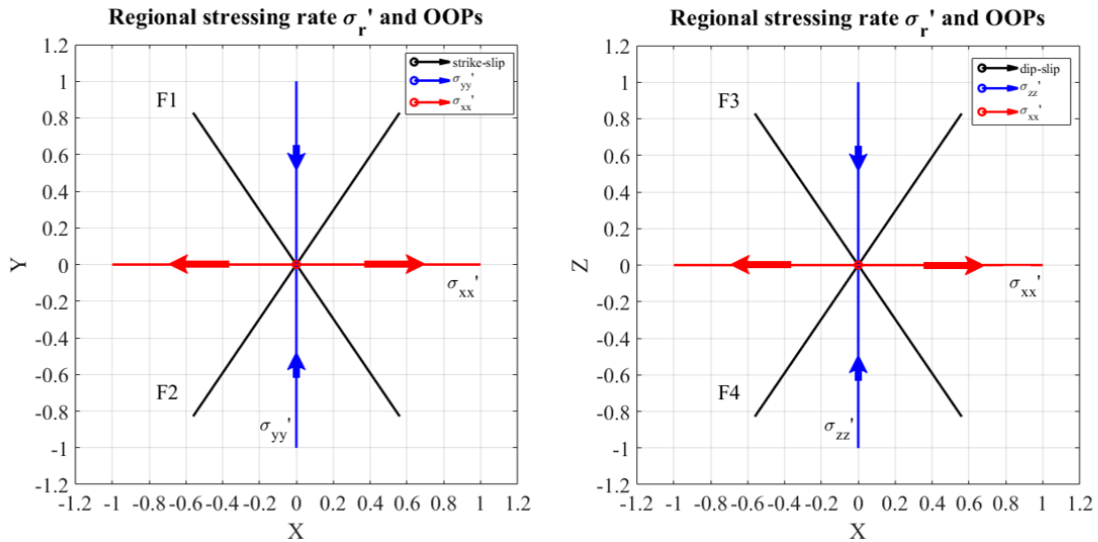 Regional stressing rate σr' and OOPs
1.2
1
0.8
0.6
0.4
0.2
0
-0.2
-0.4
-0.6
-0.8
-1
-1.2
Y
F1
F2
strike-slip
σyy'
σxx'
σxx'
σyy'
-1.2 -1 -0.8 -0.6 -0.4 -0.2 0 0.2 0.4 0.6 0.8 1 1.2
X
Regional stressing rate σr' and OOPs
1.2
1
0.8
0.6
0.4
0.2
0
-0.2
-0.4
-0.6
-0.8
-1
-1.2
Z
F3
F4
dip-slip
σzz'
σxx'
σxx'
σzz'
-1.2 -1 -0.8 -0.6 -0.4 -0.2 0 0.2 0.4 0.6 0.8 1 1.2
X